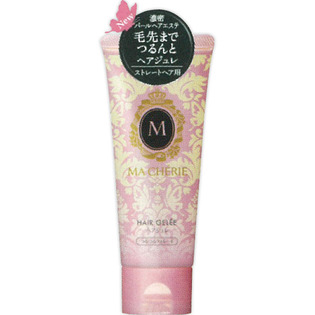 New
濃密
パールヘアエステ
毛先まで
つるんと
ヘアジュレ
ストレートヘア用
M
MA CHÉRIE
HAIR GELÉE
ヘアジュレ